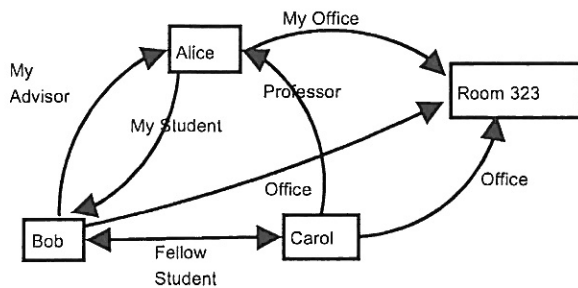 My Office
Alice
My
Advisor
Professor
Room 323
My Student
Office
Office
Bob
Carol
Fellow
Student